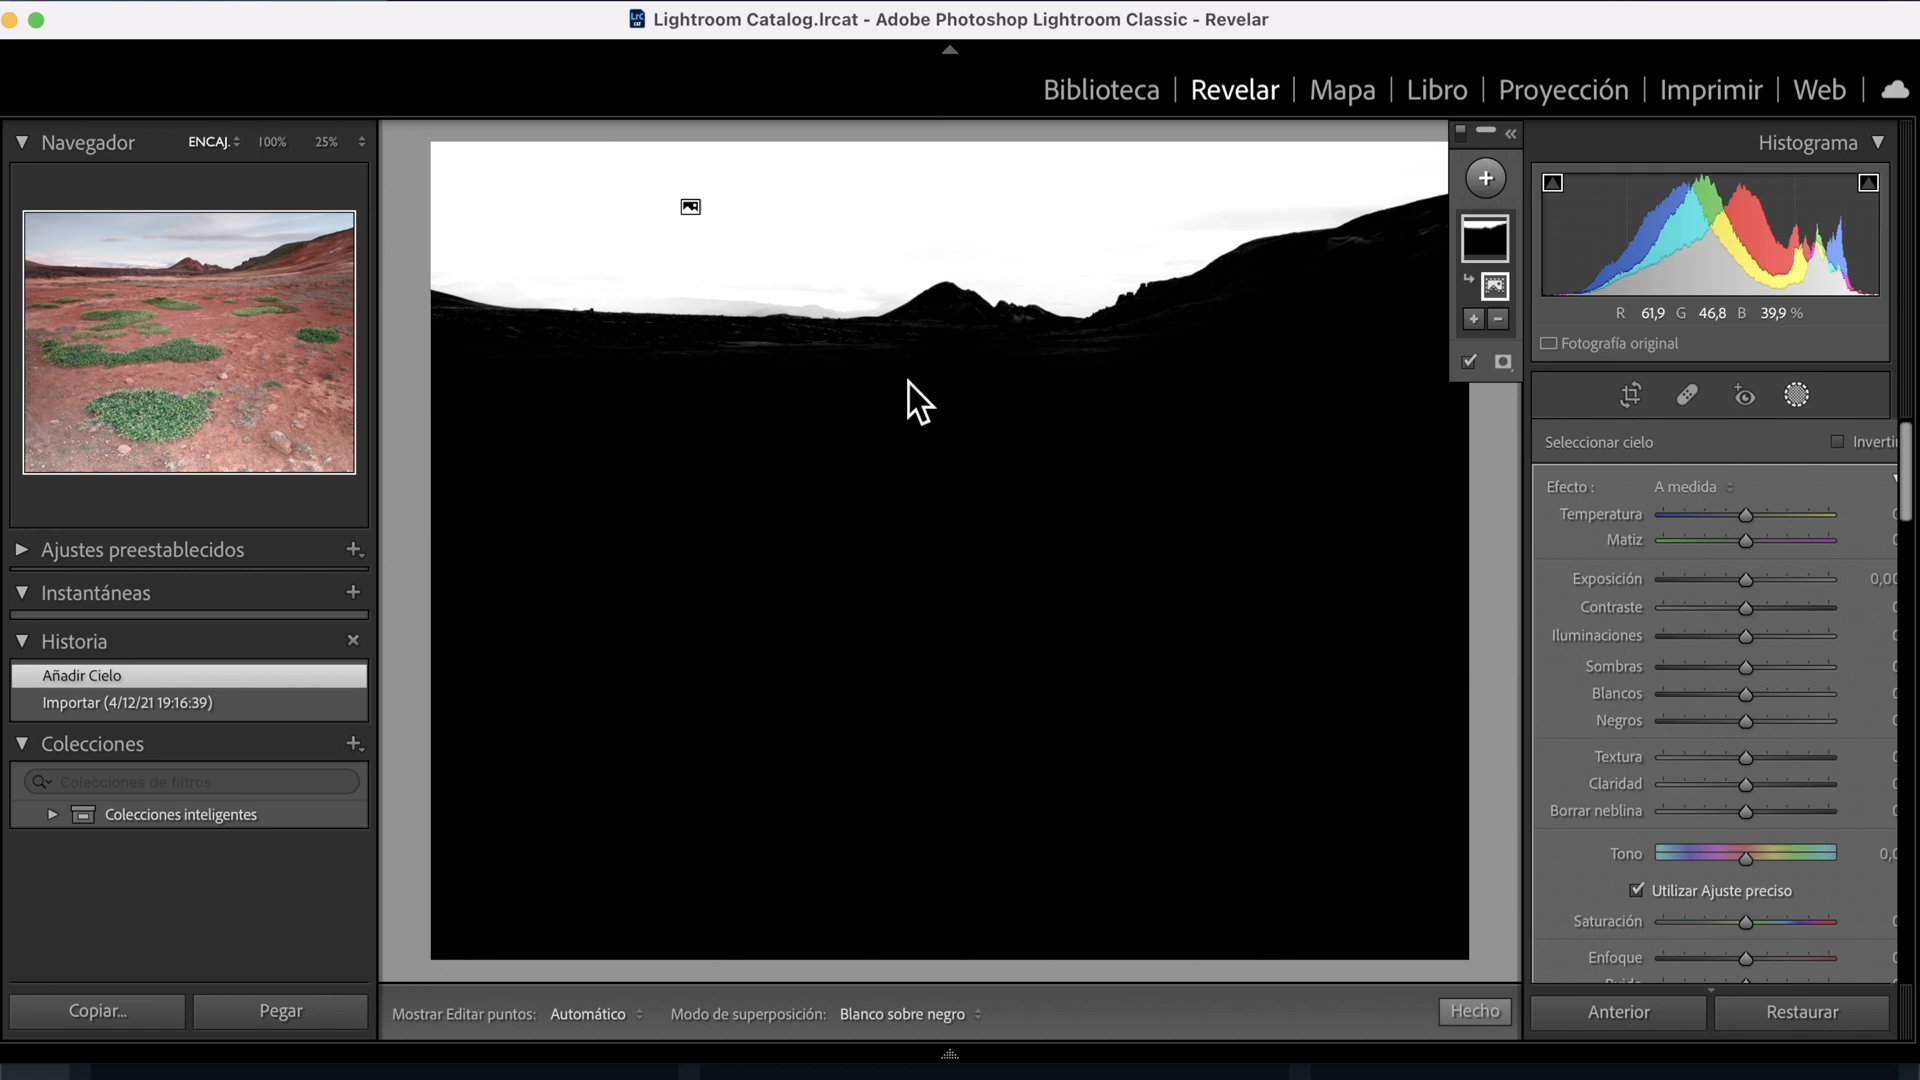 Lightroom Catalog.lrcat - Adobe Photoshop Lightroom Classic - Revelar
Biblioteca | Revelar | Mapa | Libro | Proyección | Imprimir | Web |
Navegador ENCAJ. 100% 25%
Ajustes preestablecidos
Instantáneas
Historia
Añadir Cielo
Importar (4/12/21 19:16:39)
Colecciones
Colecciones de filtros
Colecciones inteligentes
Copiar... Pegar
Mostrar Editar puntos: Automático Modo de superposición: Blanco sobre negro Hecho
Histograma
R 61,9 G 46,8 B 39,9 %
Fotografía original
Seleccionar cielo Inverti
Efecto : A medida
Temperatura
Matiz
Exposición 0,00
Contraste
Iluminaciones
Sombras
Blancos
Negros
Textura
Claridad
Borrar neblina
Tono 0,0
Utilizar Ajuste preciso
Saturación
Enfoque
Anterior Restaurar